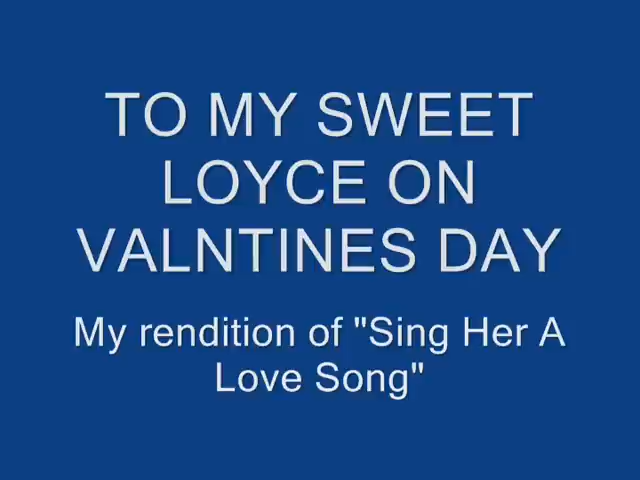 TO MY SWEET
LOYCE ON
VALNTINES DAY
My rendition of "Sing Her A
Love Song"